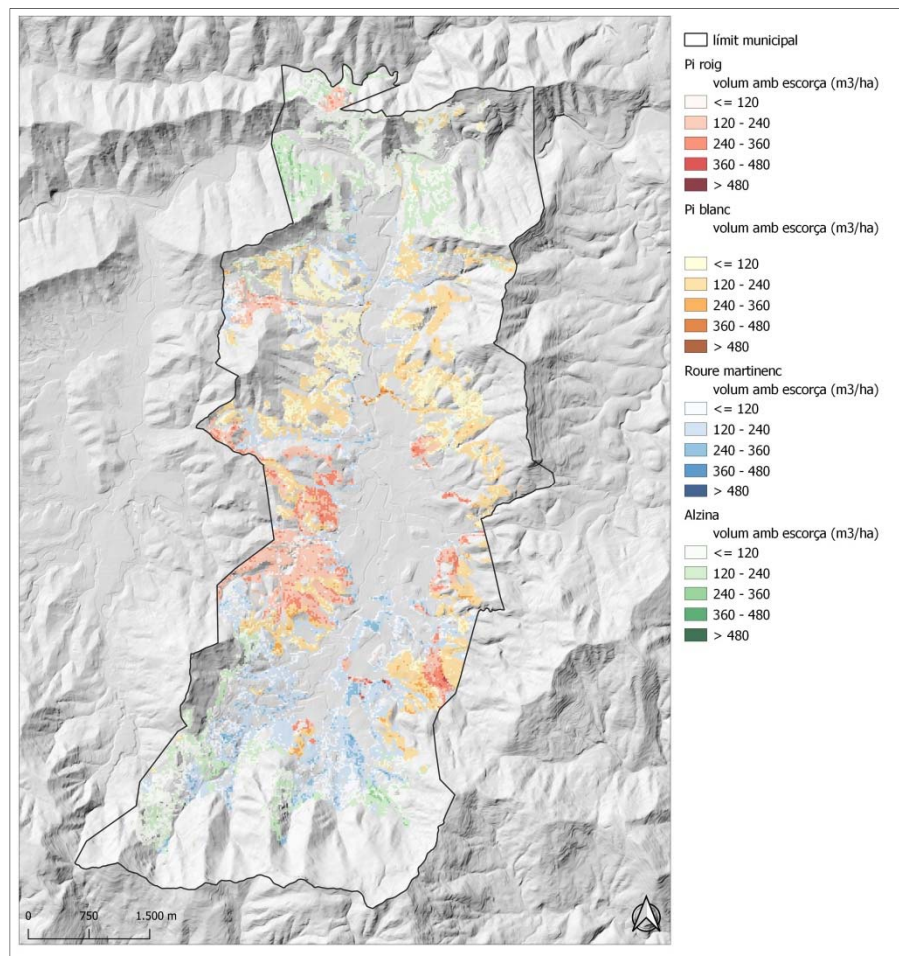 límit municipal
Pi roig
volum amb escorça (m3/ha)
<= 120
120 - 240
240 - 360
360 - 480
> 480
Pi blanc
volum amb escorça (m3/ha)
<= 120
120 - 240
240 - 360
360 - 480
> 480
Roure martinenc
volum amb escorça (m3/ha)
<= 120
120 - 240
240 - 360
360 - 480
> 480
Alzina
volum amb escorça (m3/ha)
<= 120
120 - 240
240 - 360
360 - 480
> 480
0 750 1.500 m